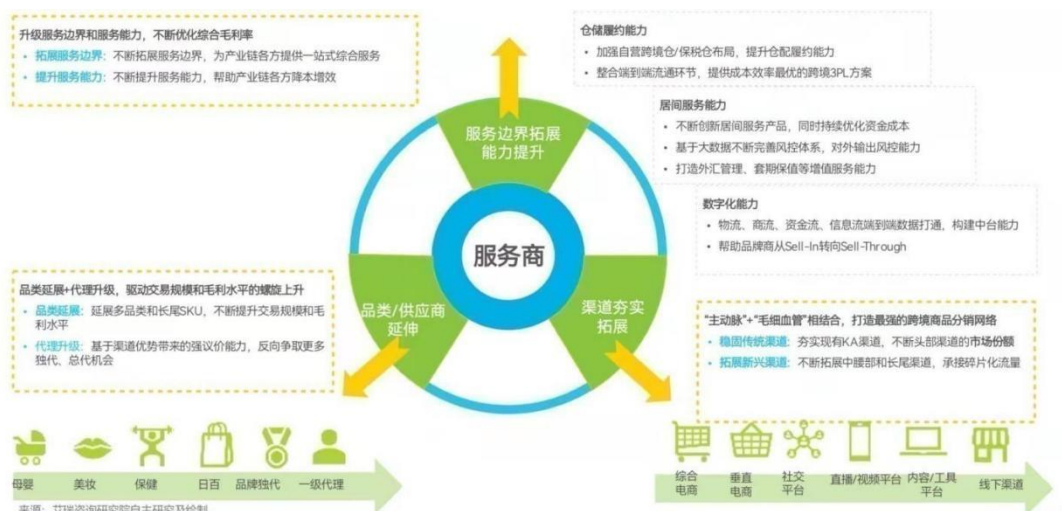 升级服务边界和服务能力，不断优化综合毛利率
• 拓展服务边界：不断拓展服务边界，为产业链各方提供一站式综合服务
• 提升服务能力：不断提升服务能力，帮助产业链各方降本增效
仓储履约能力
• 加强自营跨境仓/保税仓布局，提升仓配履约能力
• 整合端到端流通环节，提供成本效率最优的跨境3PL方案
居间服务能力
• 不断创新居间服务产品，同时持续优化资金成本
• 基于大数据不断完善风控体系，对外输出风控能力
• 打造外汇管理、套期保值等增值服务能力
数字化能力
• 物流、商流、资金流、信息流端到端数据打通，构建中台能力
• 帮助品牌商从Sell-In转向Sell-Through
服务边界拓展
能力提升
服务商
品类/供应商
延伸
渠道夯实
拓展
品类延展+代理升级，驱动交易规模和毛利水平的螺旋上升
• 品类延展：延展多品类和长尾SKU，不断提升交易规模和毛
利水平
• 代理升级：基于渠道优势带来的强议价能力，反向争取更多
独代、总代机会
“主动脉”+“毛细血管”相结合，打造最强的跨境商品分销网络
• 稳固传统渠道：夯实现有KA渠道，不断头部渠道的市场份额
• 拓展新兴渠道：不断拓展中腰部和长尾渠道，承接碎片化流量
母婴
美妆
保健
日百
品牌独代
一级代理
综合
电商
垂直
电商
社交
平台
直播/视频平台
内容/工具
平台
线下渠道
来源：艾瑞咨询研究院自主研究及绘制